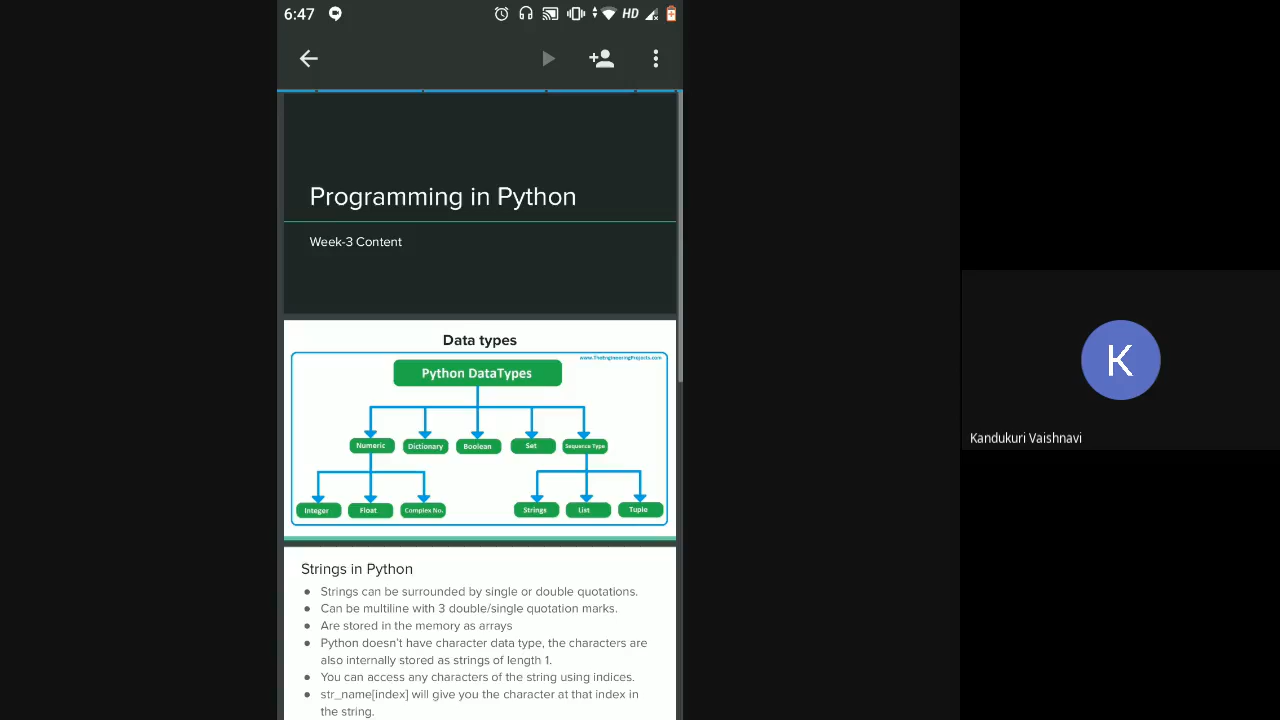 6:47
HD
Programming in Python
Week-3 Content
Data types
www.TheEngineeringProjects.com
Python DataTypes
Numeric Dictionary Boolean Set Sequence Type
Integer Float Complex No. Strings List Tuple
Strings in Python
● Strings can be surrounded by single or double quotations.
● Can be multiline with 3 double/single quotation marks.
● Are stored in the memory as arrays
● Python doesn't have character data type, the characters are
also internally stored as strings of length 1.
● You can access any characters of the string using indices.
● str_name[index] will give you the character at that index in
the string.
K
Kandukuri Vaishnavi